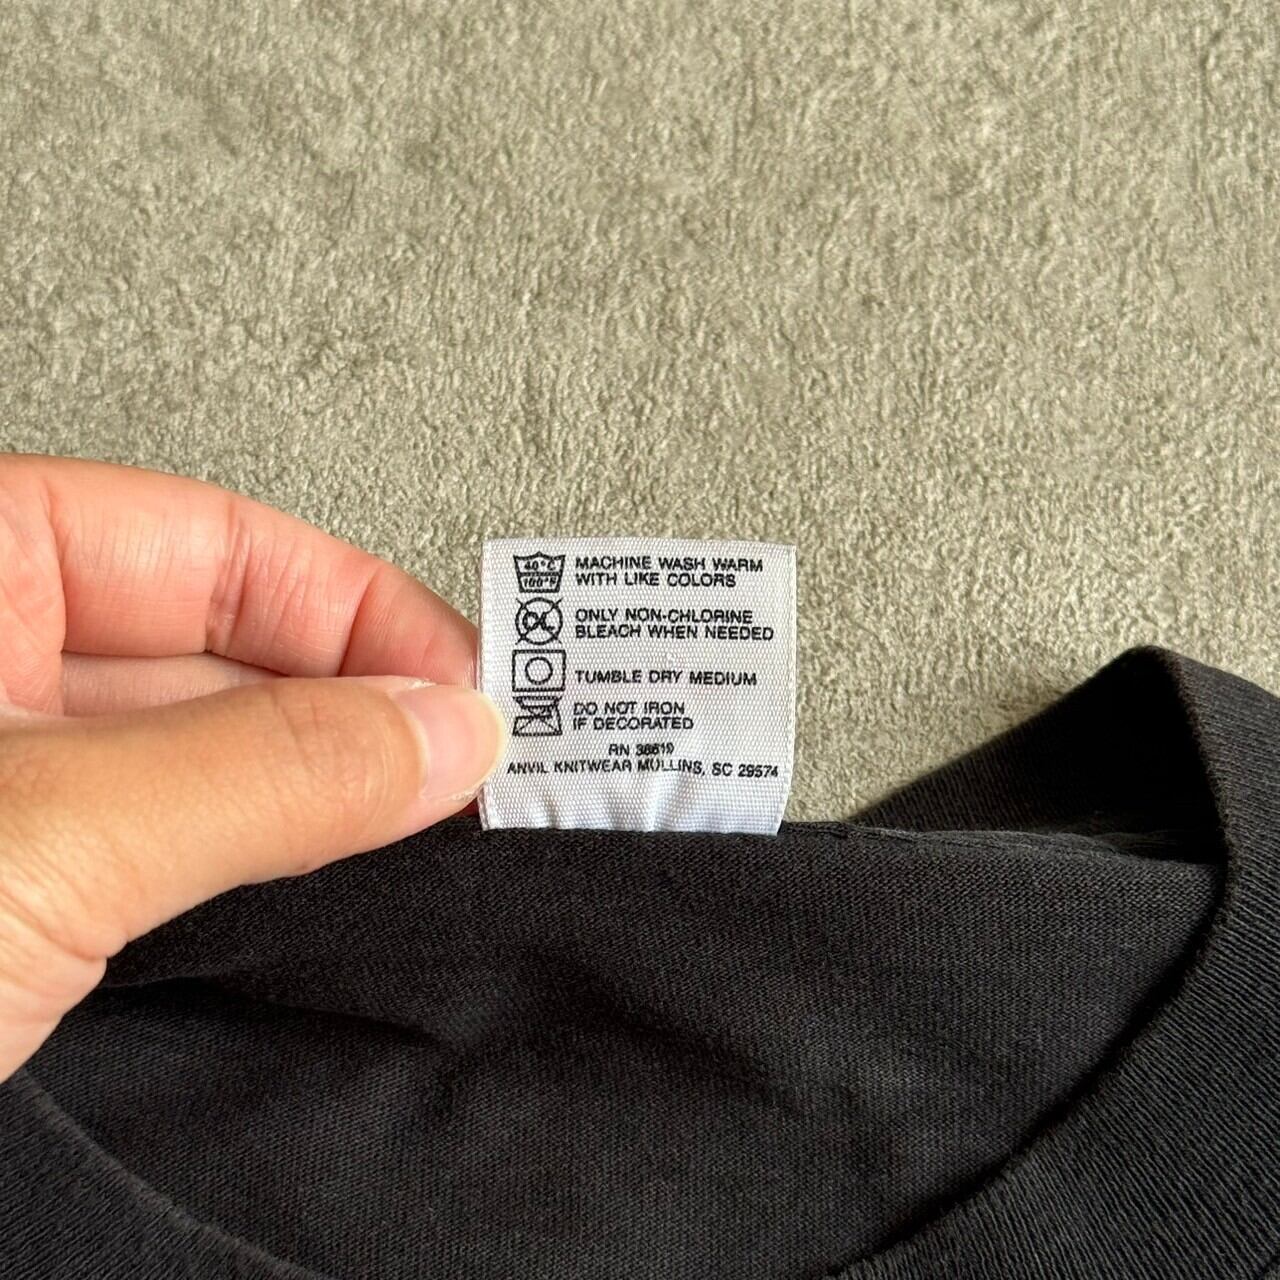 40°C
100°F
MACHINE WASH WARM
WITH LIKE COLORS
CL
ONLY NON-CHLORINE
BLEACH WHEN NEEDED
TUMBLE DRY MEDIUM
DO NOT IRON
IF DECORATED
RN 38619
ANVIL KNITWEAR MULLINS, SC 29574